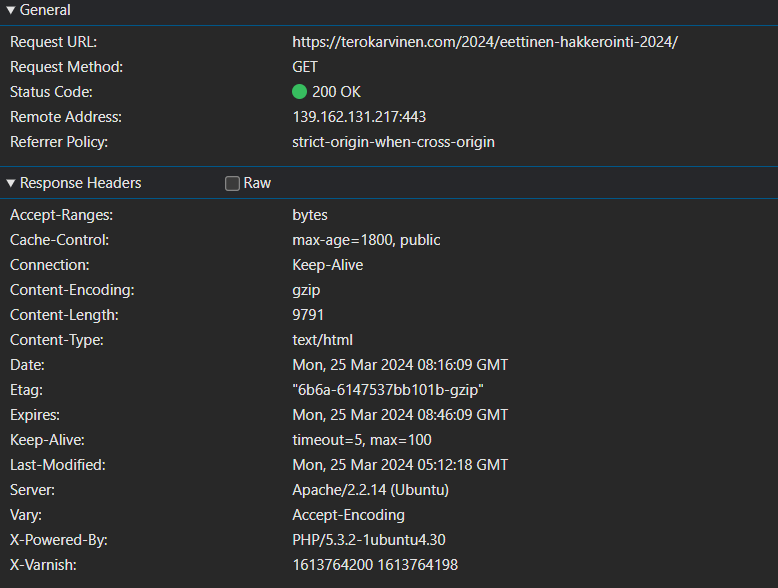 General
Request URL: https://terokarvinen.com/2024/eettinen-hakkerointi-2024/
Request Method: GET
Status Code: 200 OK
Remote Address: 139.162.131.217:443
Referrer Policy: strict-origin-when-cross-origin
Response Headers Raw
Accept-Ranges: bytes
Cache-Control: max-age=1800, public
Connection: Keep-Alive
Content-Encoding: gzip
Content-Length: 9791
Content-Type: text/html
Date: Mon, 25 Mar 2024 08:16:09 GMT
Etag: "6b6a-6147537bb101b-gzip"
Expires: Mon, 25 Mar 2024 08:46:09 GMT
Keep-Alive: timeout=5, max=100
Last-Modified: Mon, 25 Mar 2024 05:12:18 GMT
Server: Apache/2.2.14 (Ubuntu)
Vary: Accept-Encoding
X-Powered-By: PHP/5.3.2-1ubuntu4.30
X-Varnish: 1613764200 1613764198